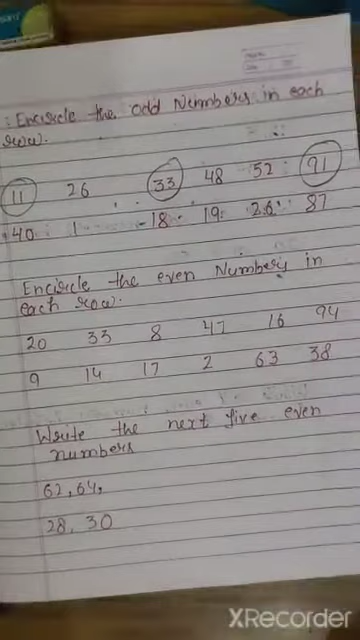 : Encircle the odd Numbers in each
row.
11 26 33 48 52 91
40 1 18 19 26 87
Encircle the even Numbers in
each row.
20 33 8 47 16 94
9 14 17 2 63 38
Write the next five even
numbers
62, 64,
28, 30
XRecorder